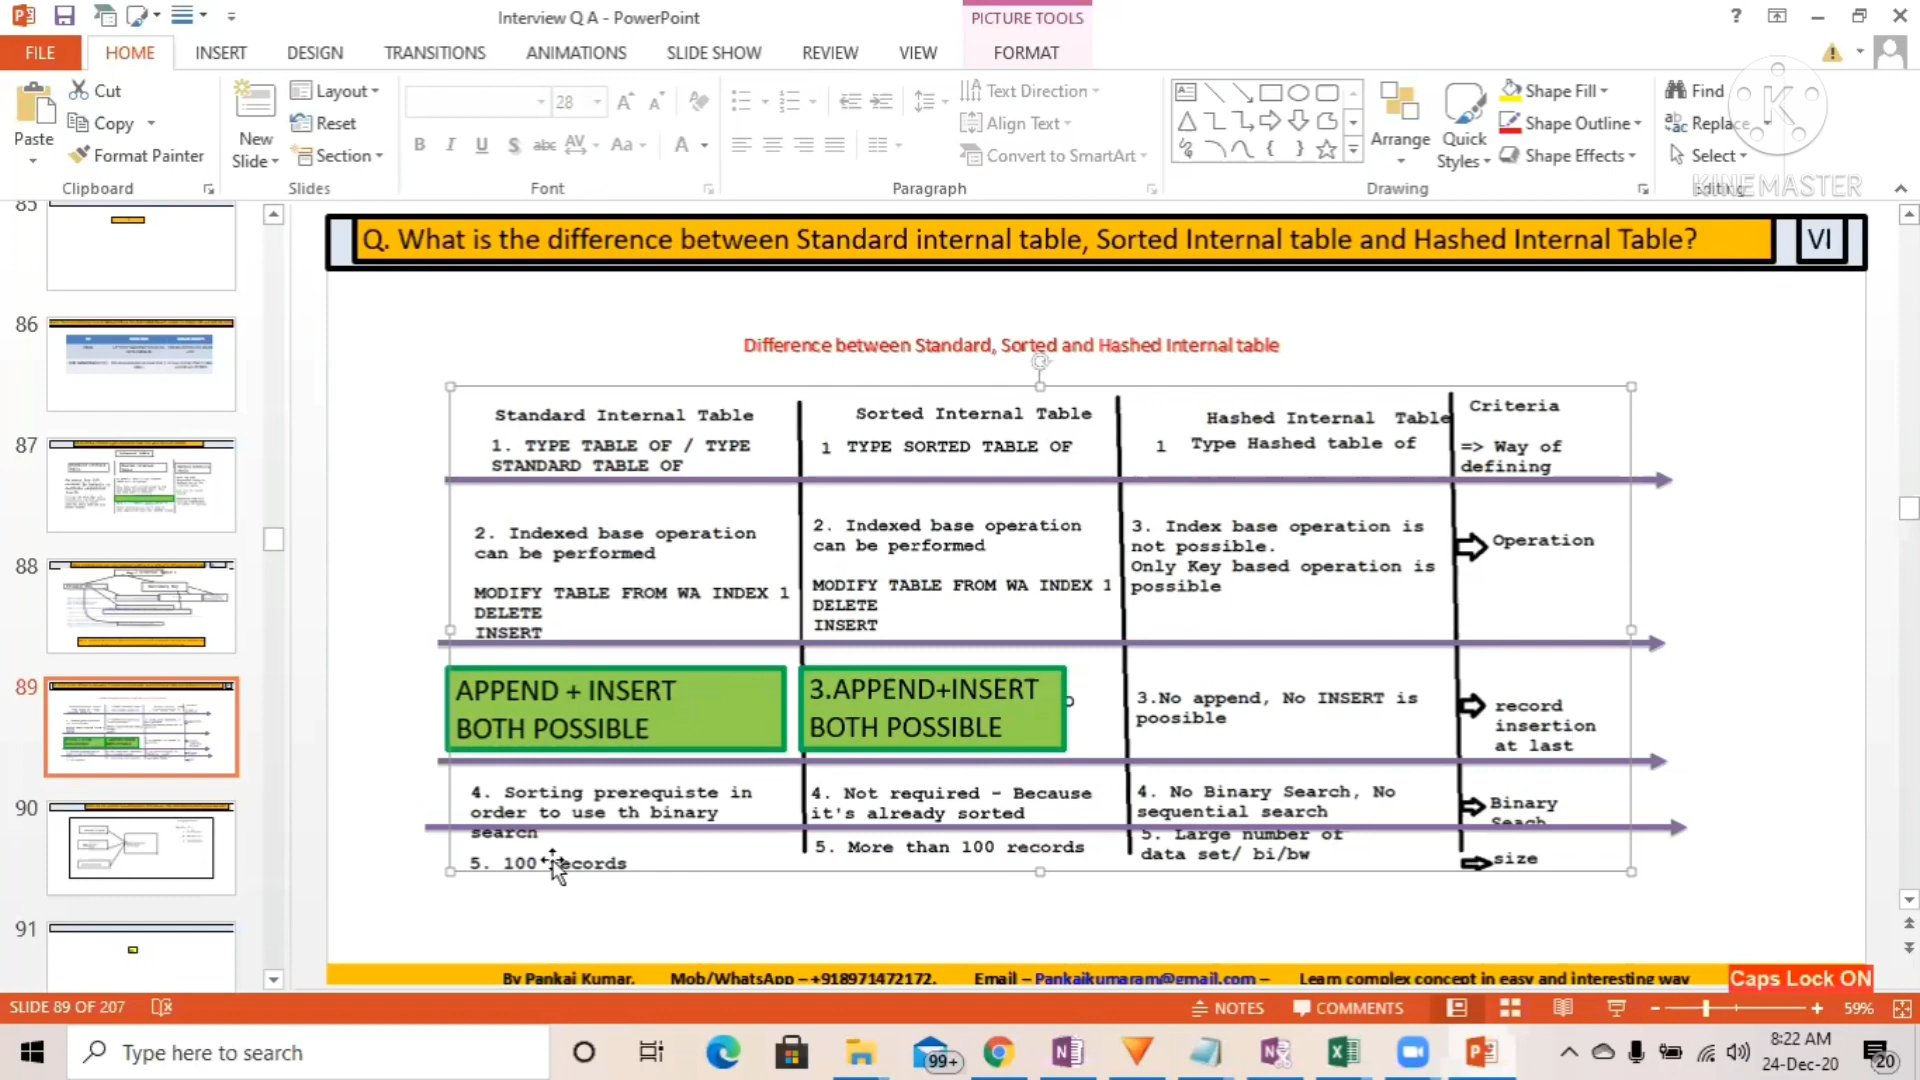 Interview Q A - PowerPoint
PICTURE TOOLS
FILE
HOME
INSERT
DESIGN
TRANSITIONS
ANIMATIONS
SLIDE SHOW
REVIEW
VIEW
FORMAT
Paste
Cut
Copy
Format Painter
Clipboard
New
Slide
Layout
Reset
Section
Slides
28
Font
Text Direction
Align Text
Convert to SmartArt
Paragraph
Arrange
Quick
Styles
Shape Fill
Shape Outline
Shape Effects
Drawing
Find
Replace
Select
Editing
K
KINEMASTER
85
86
87
88
89
90
91
Q. What is the difference between Standard internal table, Sorted Internal table and Hashed Internal Table?
VI
Difference between Standard, Sorted and Hashed Internal table
Standard Internal Table
1. TYPE TABLE OF / TYPE
STANDARD TABLE OF
Sorted Internal Table
1 TYPE SORTED TABLE OF
Hashed Internal Table
1 Type Hashed table of
Criteria
=> Way of
defining
2. Indexed base operation
can be performed
MODIFY TABLE FROM WA INDEX 1
DELETE
INSERT
2. Indexed base operation
can be performed
MODIFY TABLE FROM WA INDEX 1
DELETE
INSERT
3. Index base operation is
not possible.
Only Key based operation is
possible
Operation
APPEND + INSERT
BOTH POSSIBLE
3.APPEND+INSERT
BOTH POSSIBLE
3.No append, No INSERT is
poosible
record
insertion
at last
4. Sorting prerequiste in
order to use th binary
search
4. Not required - Because
it's already sorted
4. No Binary Search, No
sequential search
Binary
Seach
5. 100 records
5. More than 100 records
5. Large number of
data set/ bi/bw
size
By Pankaj Kumar. Mob/WhatsApp – +918971472172. Email – Pankajkumaram@gmail.com – Learn complex concept in easy and interesting way
Caps Lock ON
SLIDE 89 OF 207
NOTES
COMMENTS
59%
Type here to search
99+
8:22 AM
24-Dec-20
20